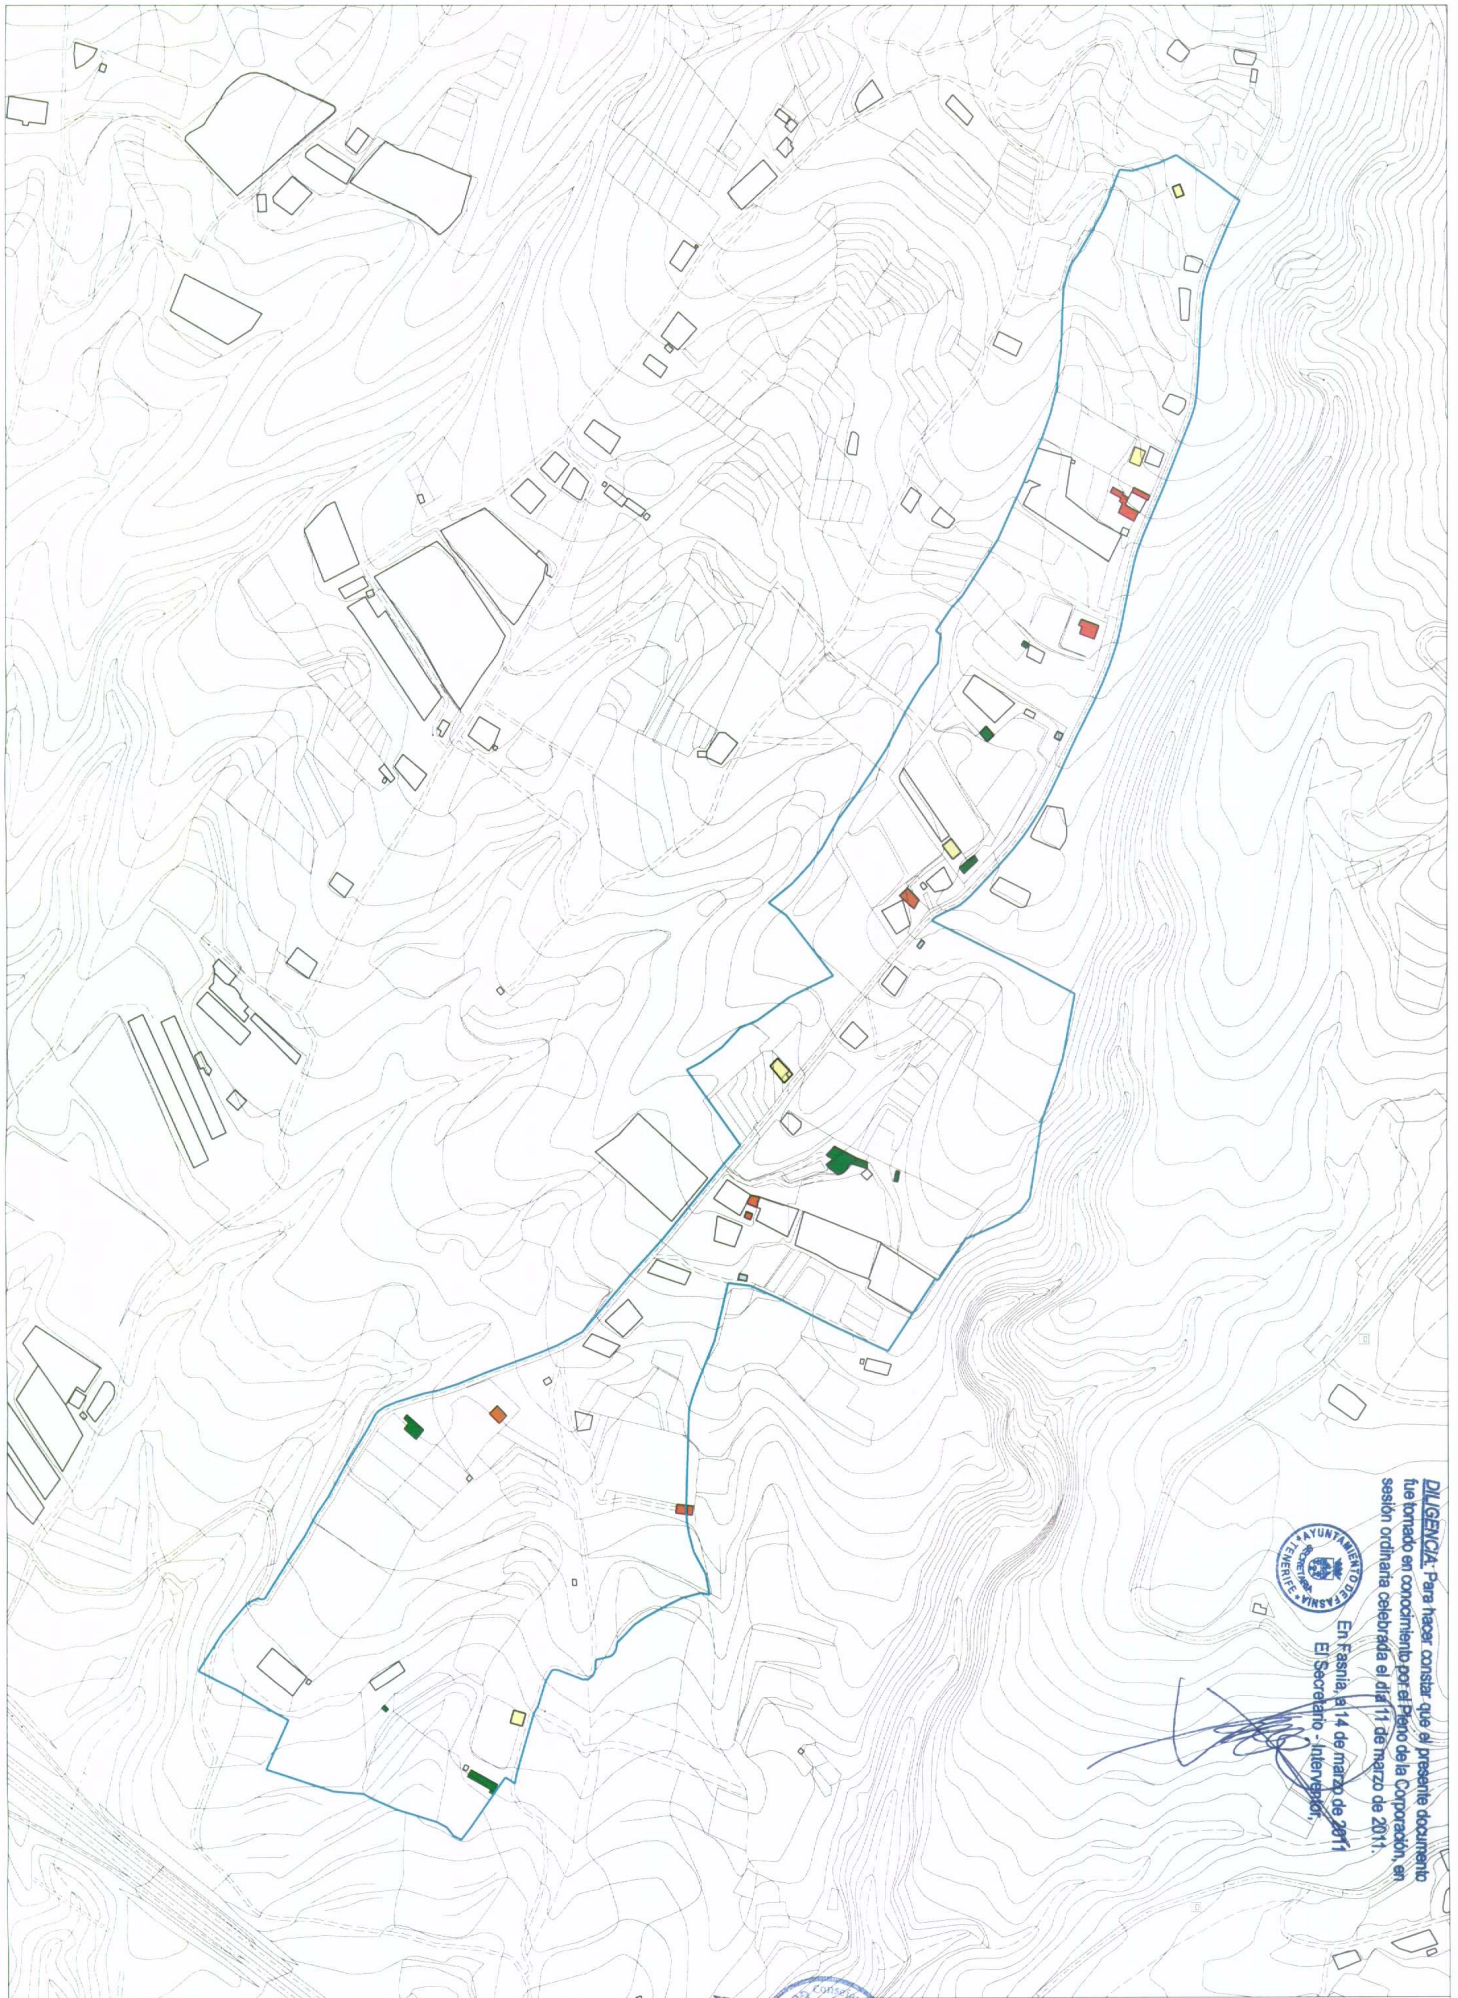 DILIGENCIA: Para hacer constar que el presente documento
fue tomado en conocimiento por el Pleno de la Corporación, en
sesión ordinaria celebrada el día 11 de marzo de 2011.
En Fasnia, a 14 de marzo de 2011
El Secretario - Interventor,
AYUNTAMIENTO DE FASNIA
TENERIFE
SECRETARIA